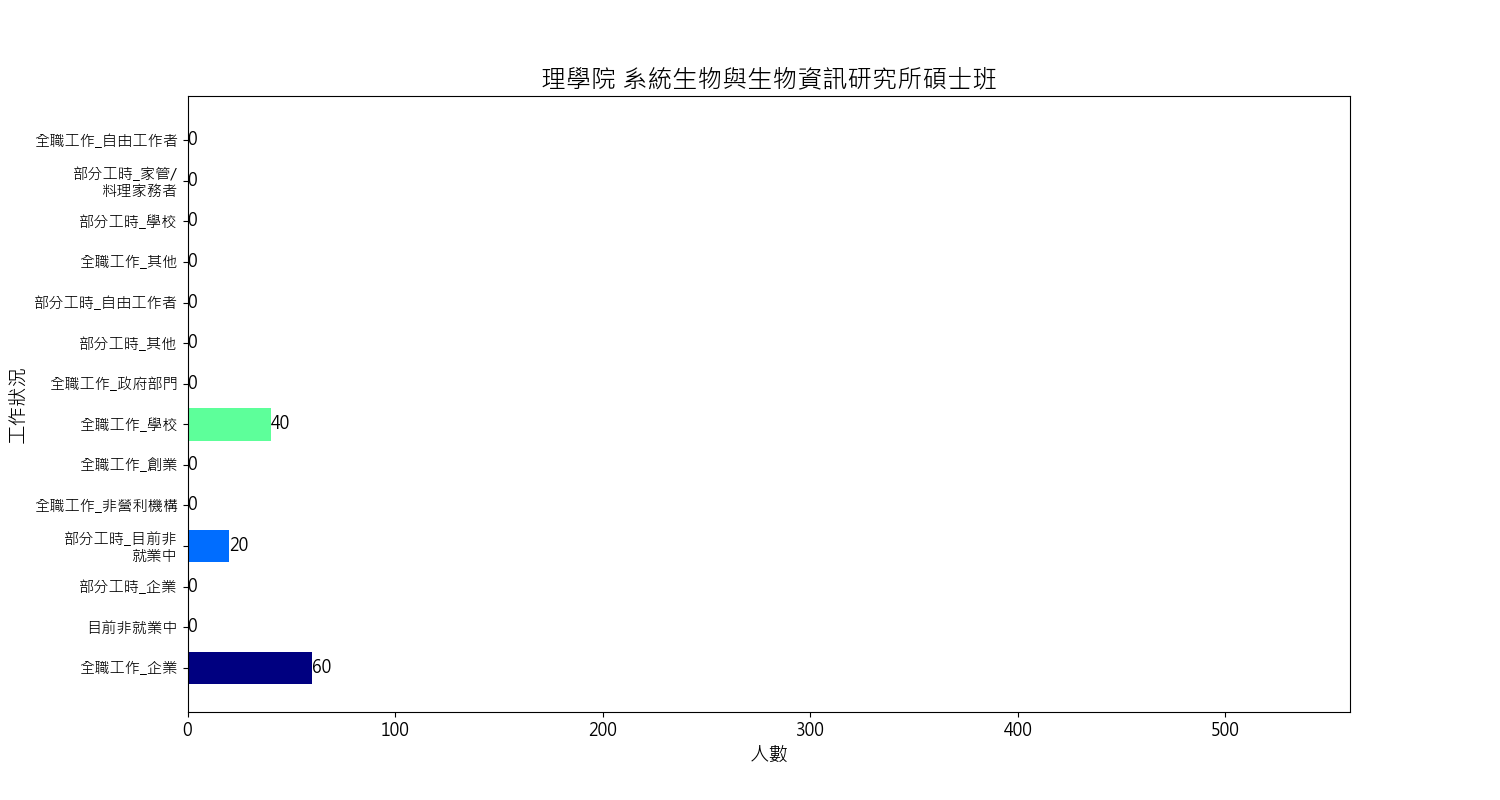 理學院 系統生物與生物資訊研究所碩士班
全職工作_自由工作者
0
部分工時_家管/
料理家務者
0
部分工時_學校
0
全職工作_其他
0
部分工時_自由工作者
0
部分工時_其他
0
全職工作_政府部門
0
全職工作_學校
40
全職工作_創業
0
全職工作_非營利機構
0
部分工時_目前非
就業中
20
部分工時_企業
0
目前非就業中
0
全職工作_企業
60
工作狀況
0
100
200
300
400
500
人數